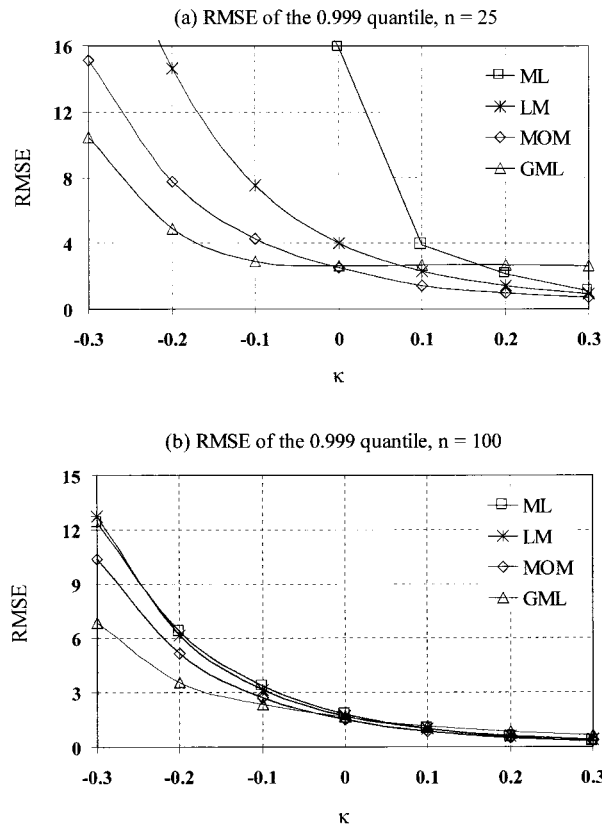 (a) RMSE of the 0.999 quantile, n = 25
16
12
8
4
0
RMSE
ML
LM
MOM
GML
-0.3 -0.2 -0.1 0 0.1 0.2 0.3
κ
(b) RMSE of the 0.999 quantile, n = 100
15
12
9
6
3
0
RMSE
ML
LM
MOM
GML
-0.3 -0.2 -0.1 0 0.1 0.2 0.3
κ